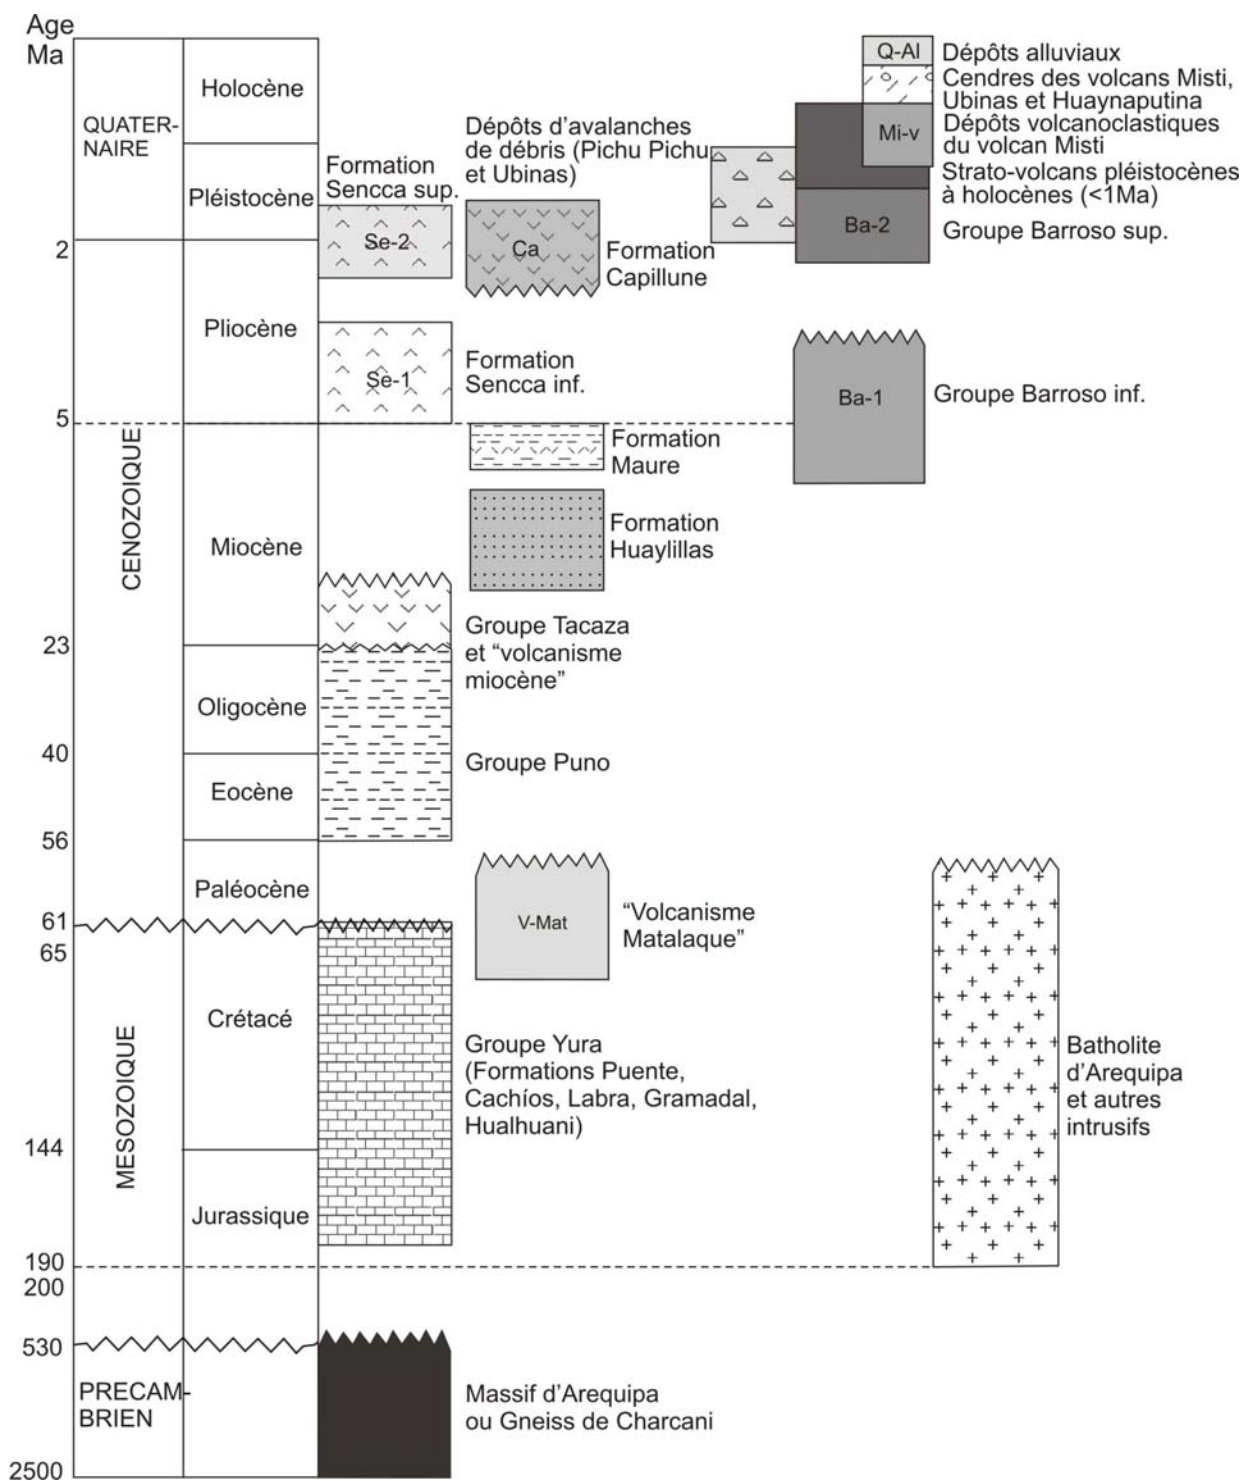 Age
Ma
QUATER-
NAIRE
Holocène
Pléistocène
2
Pliocène
5
CENOZOIQUE
Miocène
23
Oligocène
40
Eocène
56
Paléocène
61
65
MESOZOIQUE
Crétacé
144
Jurassique
190
200
530
PRECAM-
BRIEN
2500
Formation
Sencca sup.
Se-2
Se-1
Formation
Sencca inf.
Dépôts d’avalanches
de débris (Pichu Pichu
et Ubinas)
Ca
Formation
Capillune
Formation
Maure
Formation
Huaylillas
Groupe Tacaza
et “volcanisme
miocène”
Groupe Puno
V-Mat
“Volcanisme
Matalaque”
Groupe Yura
(Formations Puente,
Cachíos, Labra, Gramadal,
Hualhuani)
Massif d’Arequipa
ou Gneiss de Charcani
Q-Al
Dépôts alluviaux
Cendres des volcans Misti,
Ubinas et Huaynaputina
Mi-v
Dépôts volcanoclastiques
du volcan Misti
Strato-volcans pléistocènes
à holocènes (<1Ma)
Ba-2
Groupe Barroso sup.
Ba-1
Groupe Barroso inf.
Batholite
d’Arequipa
et autres
intrusifs